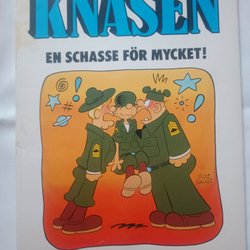 KNASEN
EN SCHASSE FÖR MYCKET!